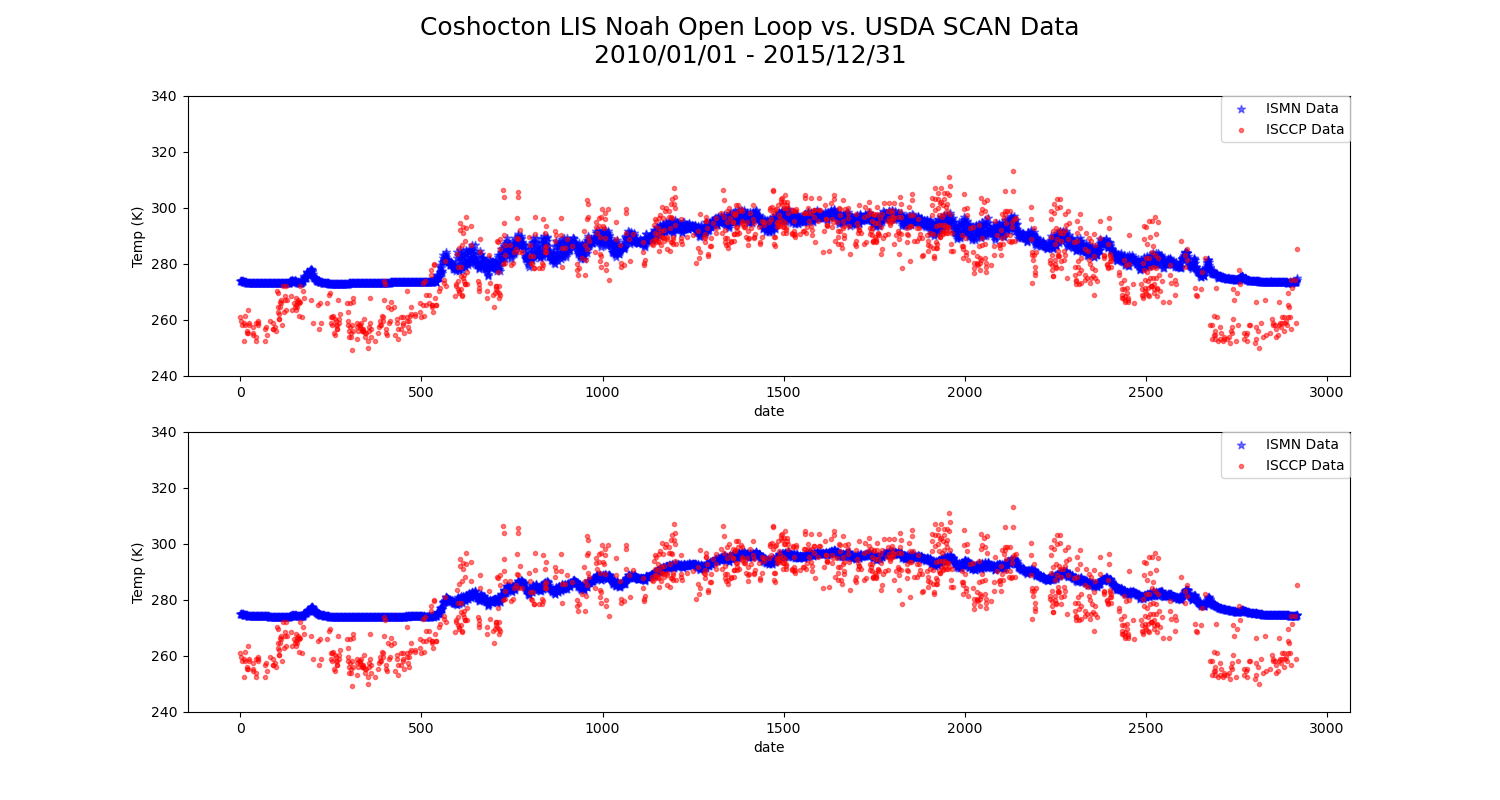 Coshocton LIS Noah Open Loop vs. USDA SCAN Data
2010/01/01 - 2015/12/31
340
320
300
280
260
240
Temp (K)
ISMN Data
ISCCP Data
0 500 1000 1500 2000 2500 3000
date
340
320
300
280
260
240
Temp (K)
ISMN Data
ISCCP Data
0 500 1000 1500 2000 2500 3000
date